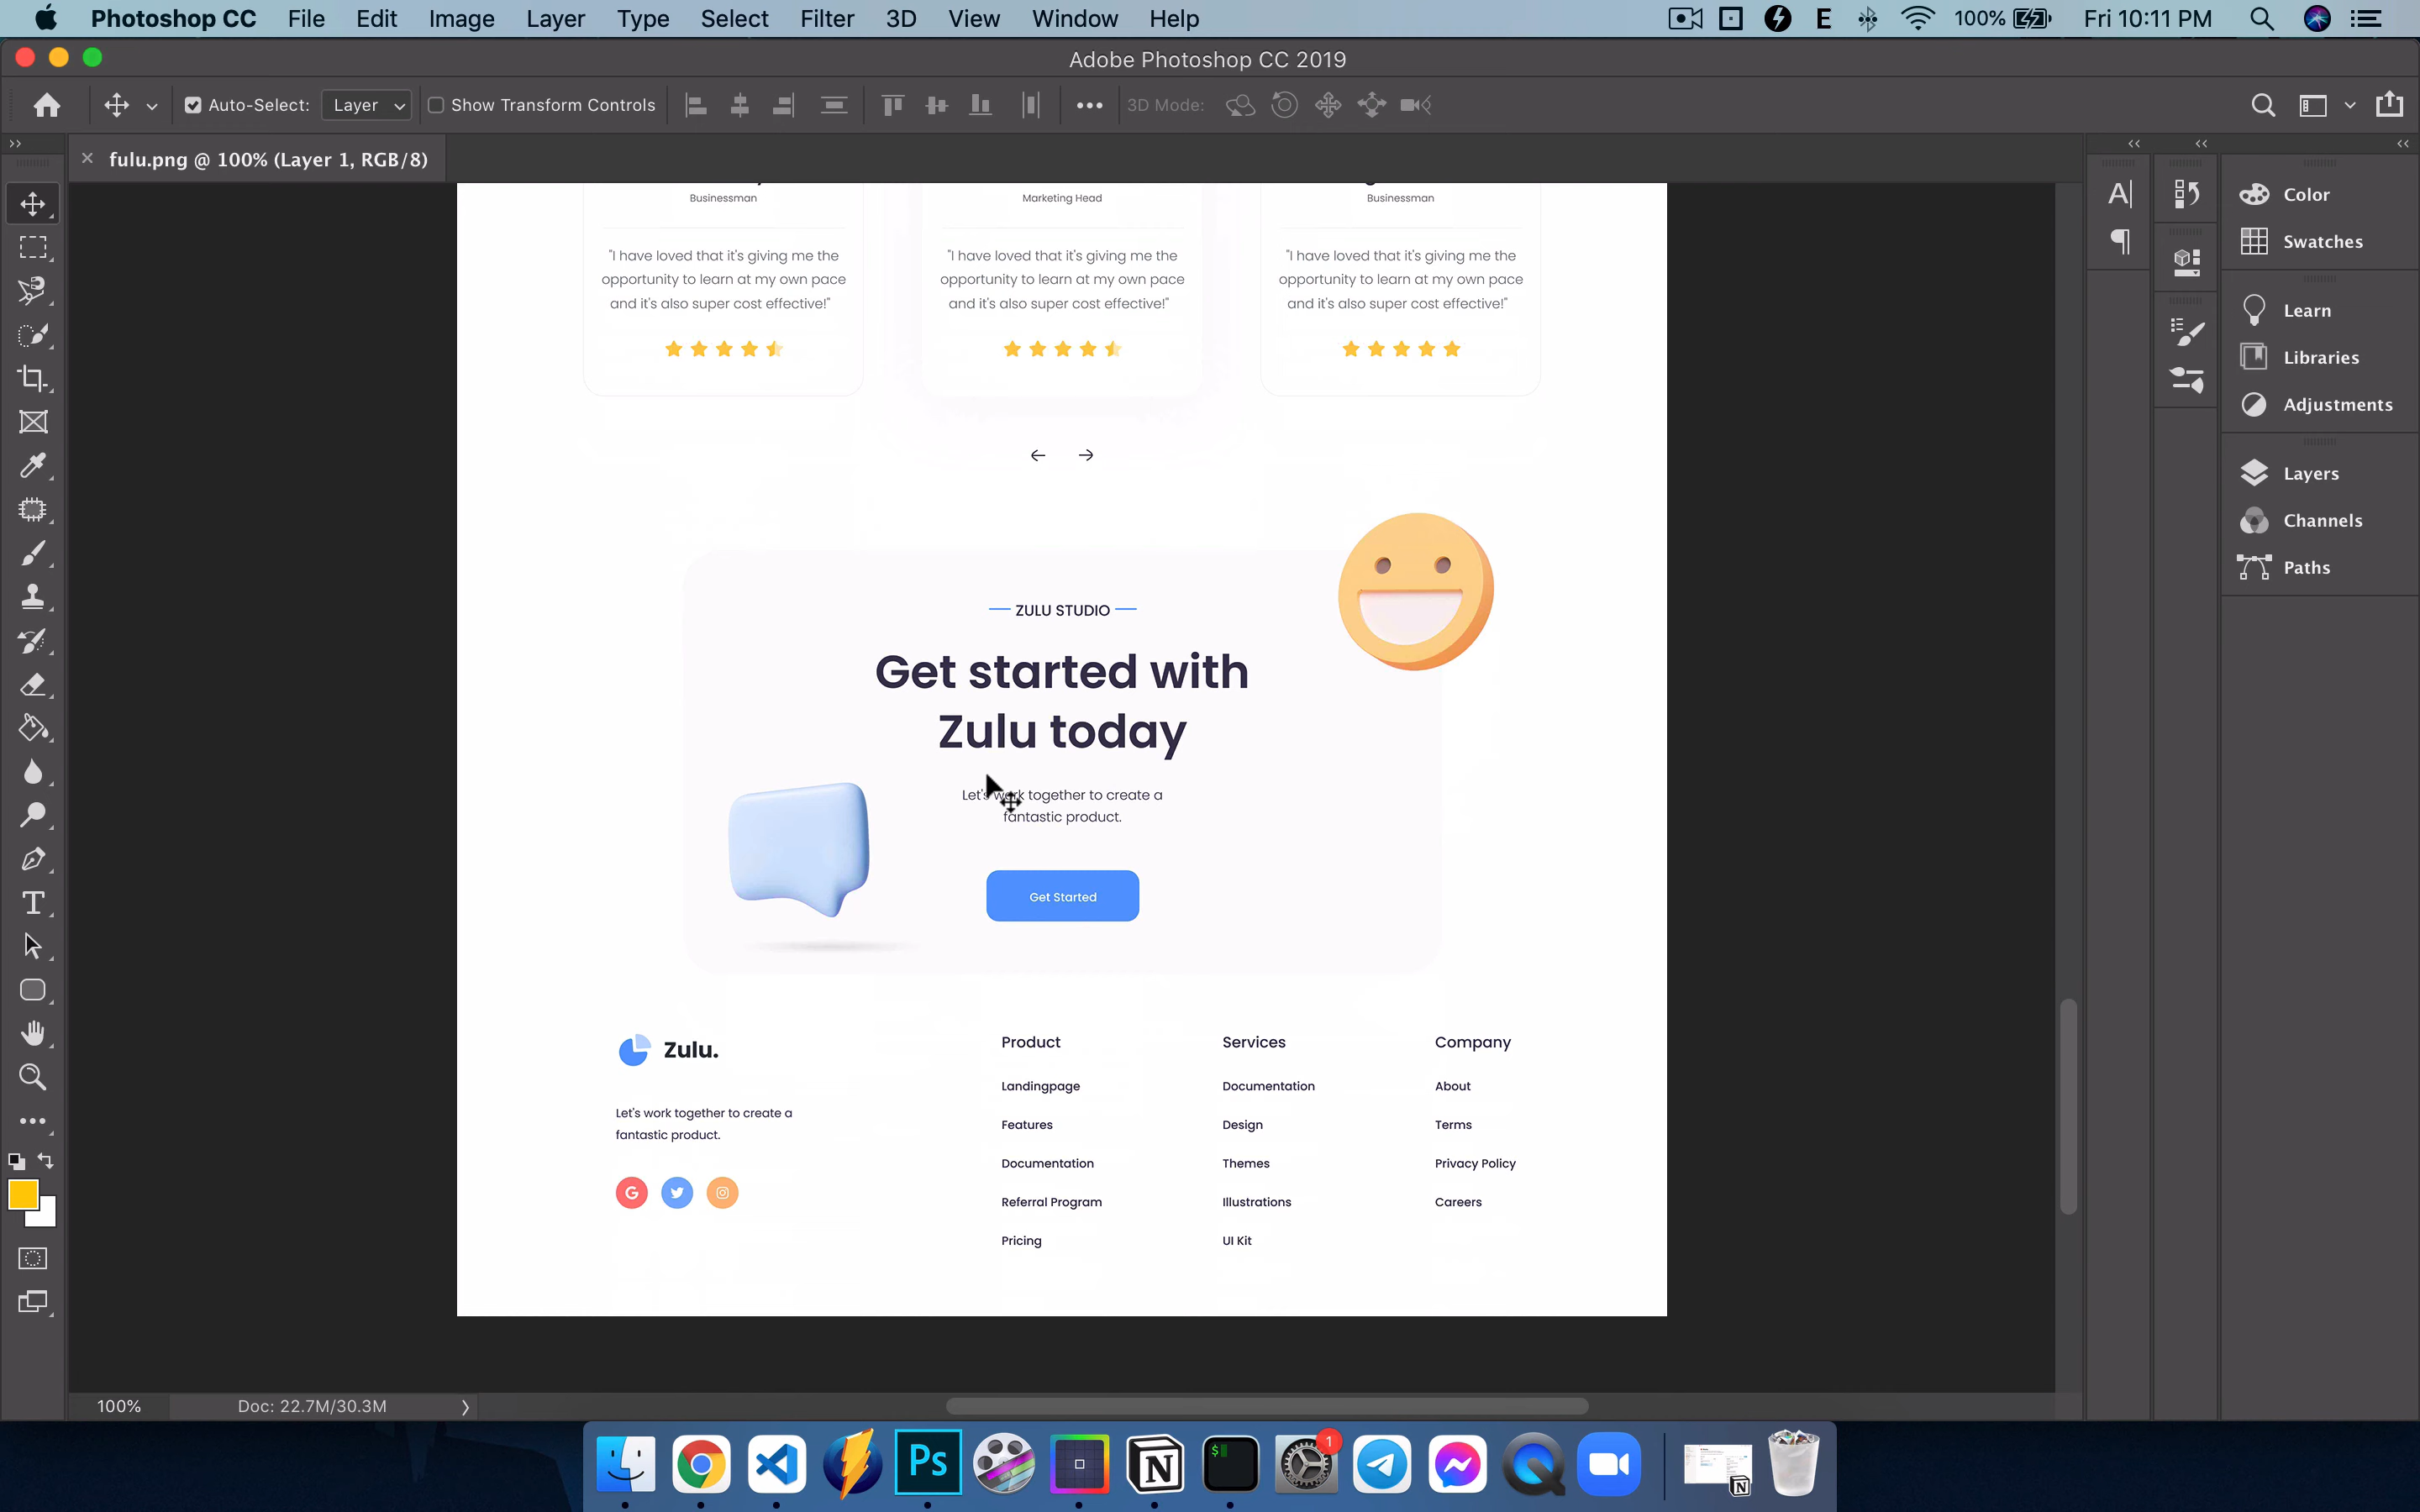 Photoshop CC File Edit Image Layer Type Select Filter 3D View Window Help E 100% Fri 10:11 PM
Adobe Photoshop CC 2019
Auto-Select: Layer Show Transform Controls 3D Mode:
fulu.png @ 100% (Layer 1, RGB/8)
Color
Swatches
Learn
Libraries
Adjustments
Layers
Channels
Paths
Businessman
"I have loved that it's giving me the
opportunity to learn at my own pace
and it's also super cost effective!"
Marketing Head
"I have loved that it's giving me the
opportunity to learn at my own pace
and it's also super cost effective!"
Businessman
"I have loved that it's giving me the
opportunity to learn at my own pace
and it's also super cost effective!"
ZULU STUDIO
Get started with
Zulu today
Let's work together to create a
fantastic product.
Get Started
Zulu.
Let's work together to create a
fantastic product.
G
Product
Landingpage
Features
Documentation
Referral Program
Pricing
Services
Documentation
Design
Themes
Illustrations
UI Kit
Company
About
Terms
Privacy Policy
Careers
100% Doc: 22.7M/30.3M
Ps
N
$
1
N